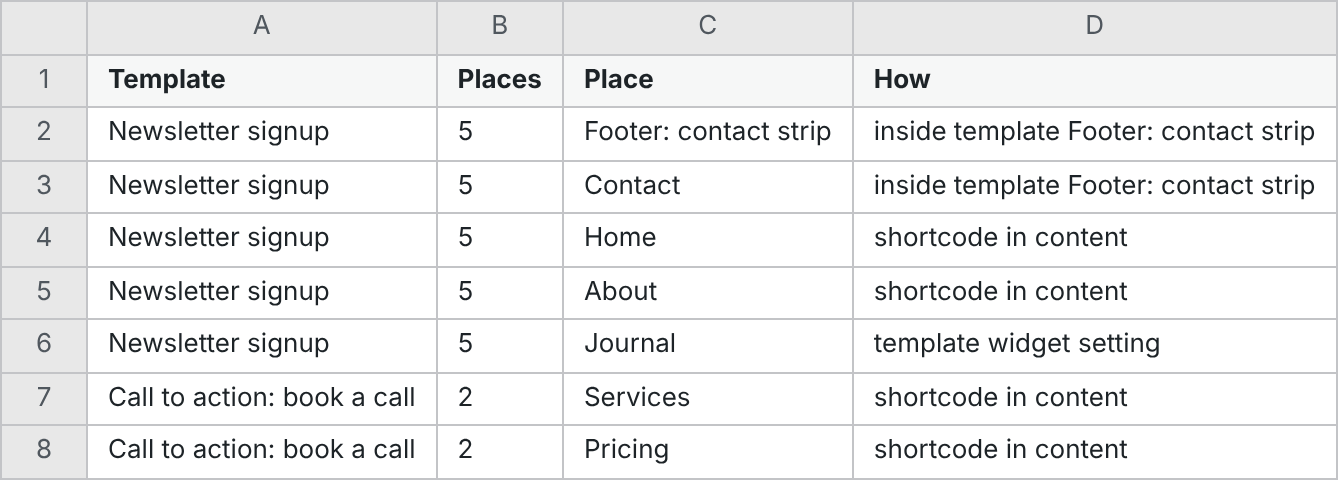 A B C D
1 Template Places Place How
2 Newsletter signup 5 Footer: contact strip inside template Footer: contact strip
3 Newsletter signup 5 Contact inside template Footer: contact strip
4 Newsletter signup 5 Home shortcode in content
5 Newsletter signup 5 About shortcode in content
6 Newsletter signup 5 Journal template widget setting
7 Call to action: book a call 2 Services shortcode in content
8 Call to action: book a call 2 Pricing shortcode in content